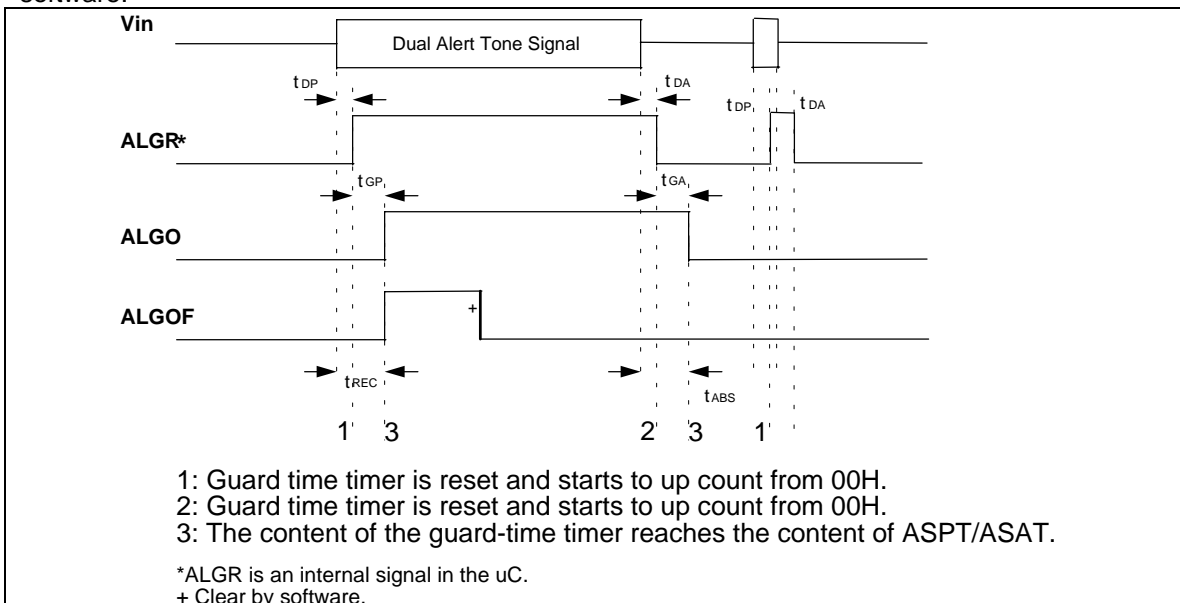 software.
Vin
Dual Alert Tone Signal
tDP
tDA
tDP
tDA
ALGR*
tGP
tGA
ALGO
ALGOF
+
tREC
tABS
1 3 2 3 1
1: Guard time timer is reset and starts to up count from 00H.
2: Guard time timer is reset and starts to up count from 00H.
3: The content of the guard-time timer reaches the content of ASPT/ASAT.
*ALGR is an internal signal in the uC.
+ Clear by software.